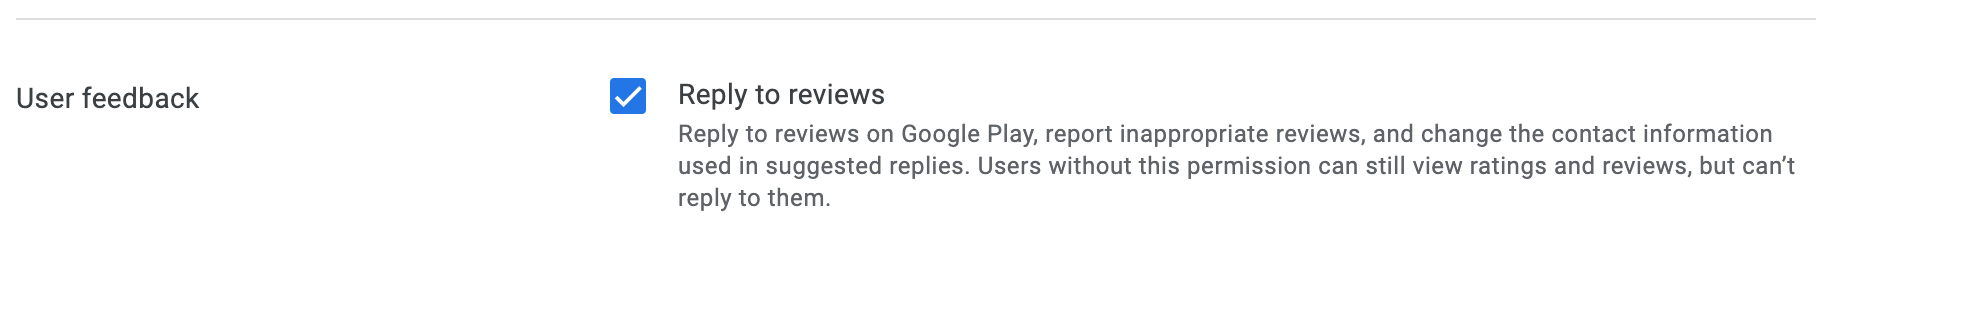 User feedback
Reply to reviews
Reply to reviews on Google Play, report inappropriate reviews, and change the contact information
used in suggested replies. Users without this permission can still view ratings and reviews, but can’t
reply to them.